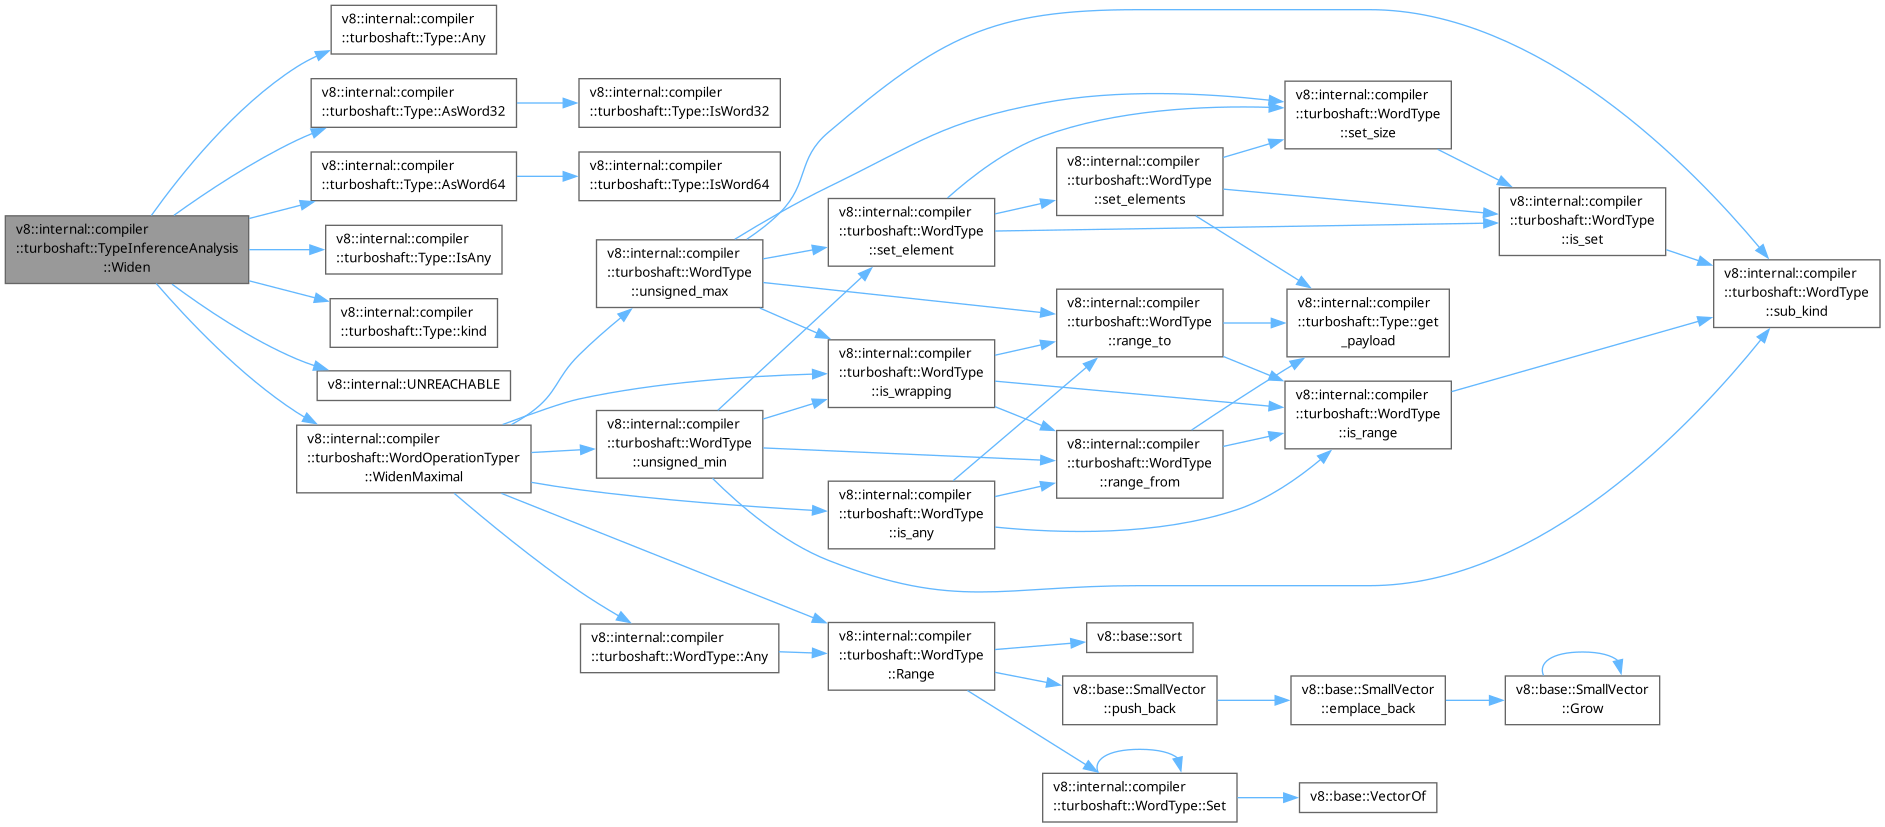 v8::internal::compiler
::turboshaft::TypeInferenceAnalysis
::Widen
v8::internal::compiler
::turboshaft::Type::Any
v8::internal::compiler
::turboshaft::Type::AsWord32
v8::internal::compiler
::turboshaft::Type::IsWord32
v8::internal::compiler
::turboshaft::Type::AsWord64
v8::internal::compiler
::turboshaft::Type::IsWord64
v8::internal::compiler
::turboshaft::Type::IsAny
v8::internal::compiler
::turboshaft::Type::kind
v8::internal::UNREACHABLE
v8::internal::compiler
::turboshaft::WordOperationTyper
::WidenMaximal
v8::internal::compiler
::turboshaft::WordType
::unsigned_max
v8::internal::compiler
::turboshaft::WordType
::unsigned_min
v8::internal::compiler
::turboshaft::WordType::Any
v8::internal::compiler
::turboshaft::WordType
::set_element
v8::internal::compiler
::turboshaft::WordType
::is_wrapping
v8::internal::compiler
::turboshaft::WordType
::is_any
v8::internal::compiler
::turboshaft::WordType
::Range
v8::internal::compiler
::turboshaft::WordType
::set_elements
v8::internal::compiler
::turboshaft::WordType
::range_to
v8::internal::compiler
::turboshaft::WordType
::range_from
v8::base::sort
v8::base::SmallVector
::push_back
v8::internal::compiler
::turboshaft::WordType::Set
v8::internal::compiler
::turboshaft::WordType
::set_size
v8::internal::compiler
::turboshaft::Type::get
_payload
v8::internal::compiler
::turboshaft::WordType
::is_range
v8::base::SmallVector
::emplace_back
v8::base::VectorOf
v8::internal::compiler
::turboshaft::WordType
::is_set
v8::base::SmallVector
::Grow
v8::internal::compiler
::turboshaft::WordType
::sub_kind